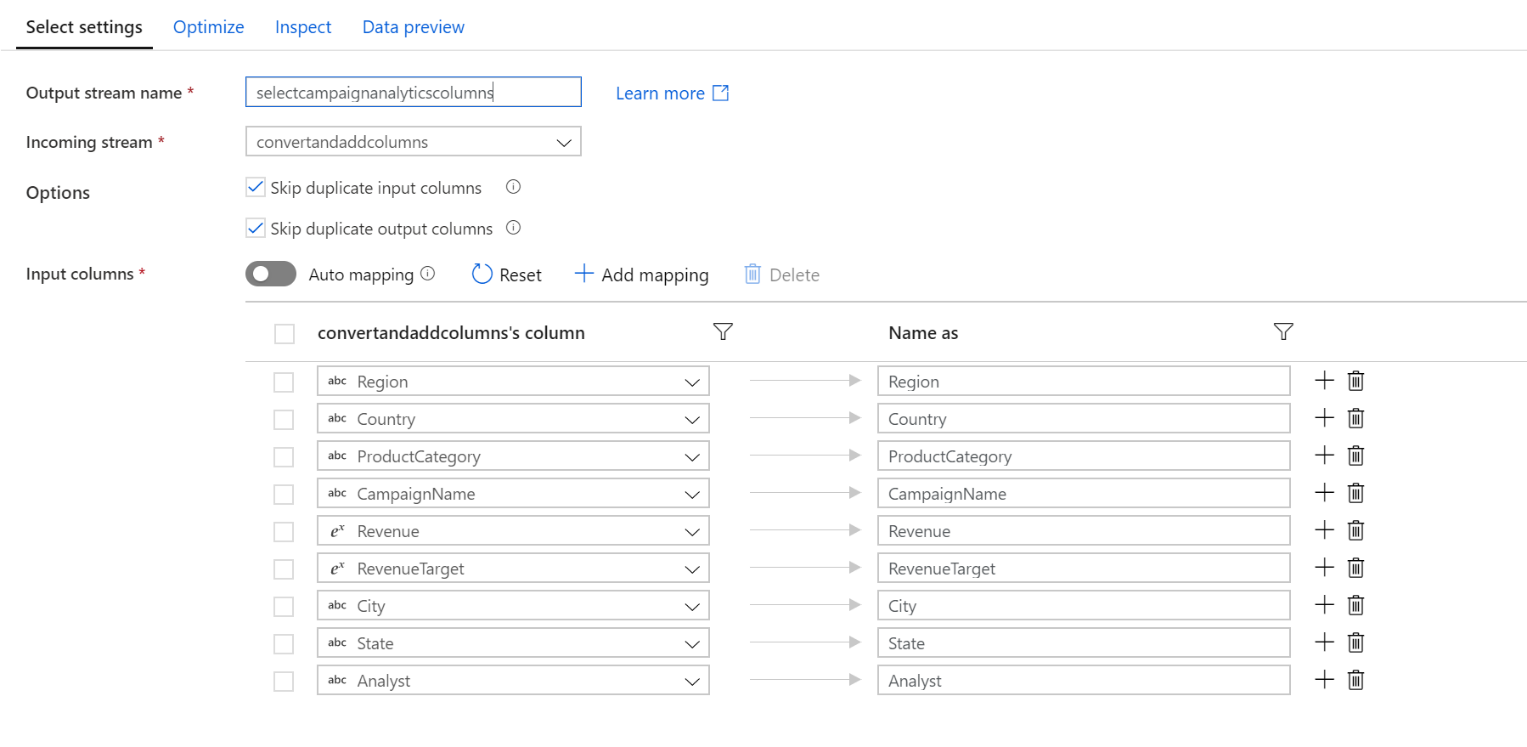 Select settings Optimize Inspect Data preview
Output stream name * selectcampaignanalyticscolumns Learn more
Incoming stream * convertandaddcolumns
Options Skip duplicate input columns
Skip duplicate output columns
Input columns * Auto mapping Reset Add mapping Delete
convertandaddcolumns's column Name as
abc Region Region
abc Country Country
abc ProductCategory ProductCategory
abc CampaignName CampaignName
eˣ Revenue Revenue
eˣ RevenueTarget RevenueTarget
abc City City
abc State State
abc Analyst Analyst